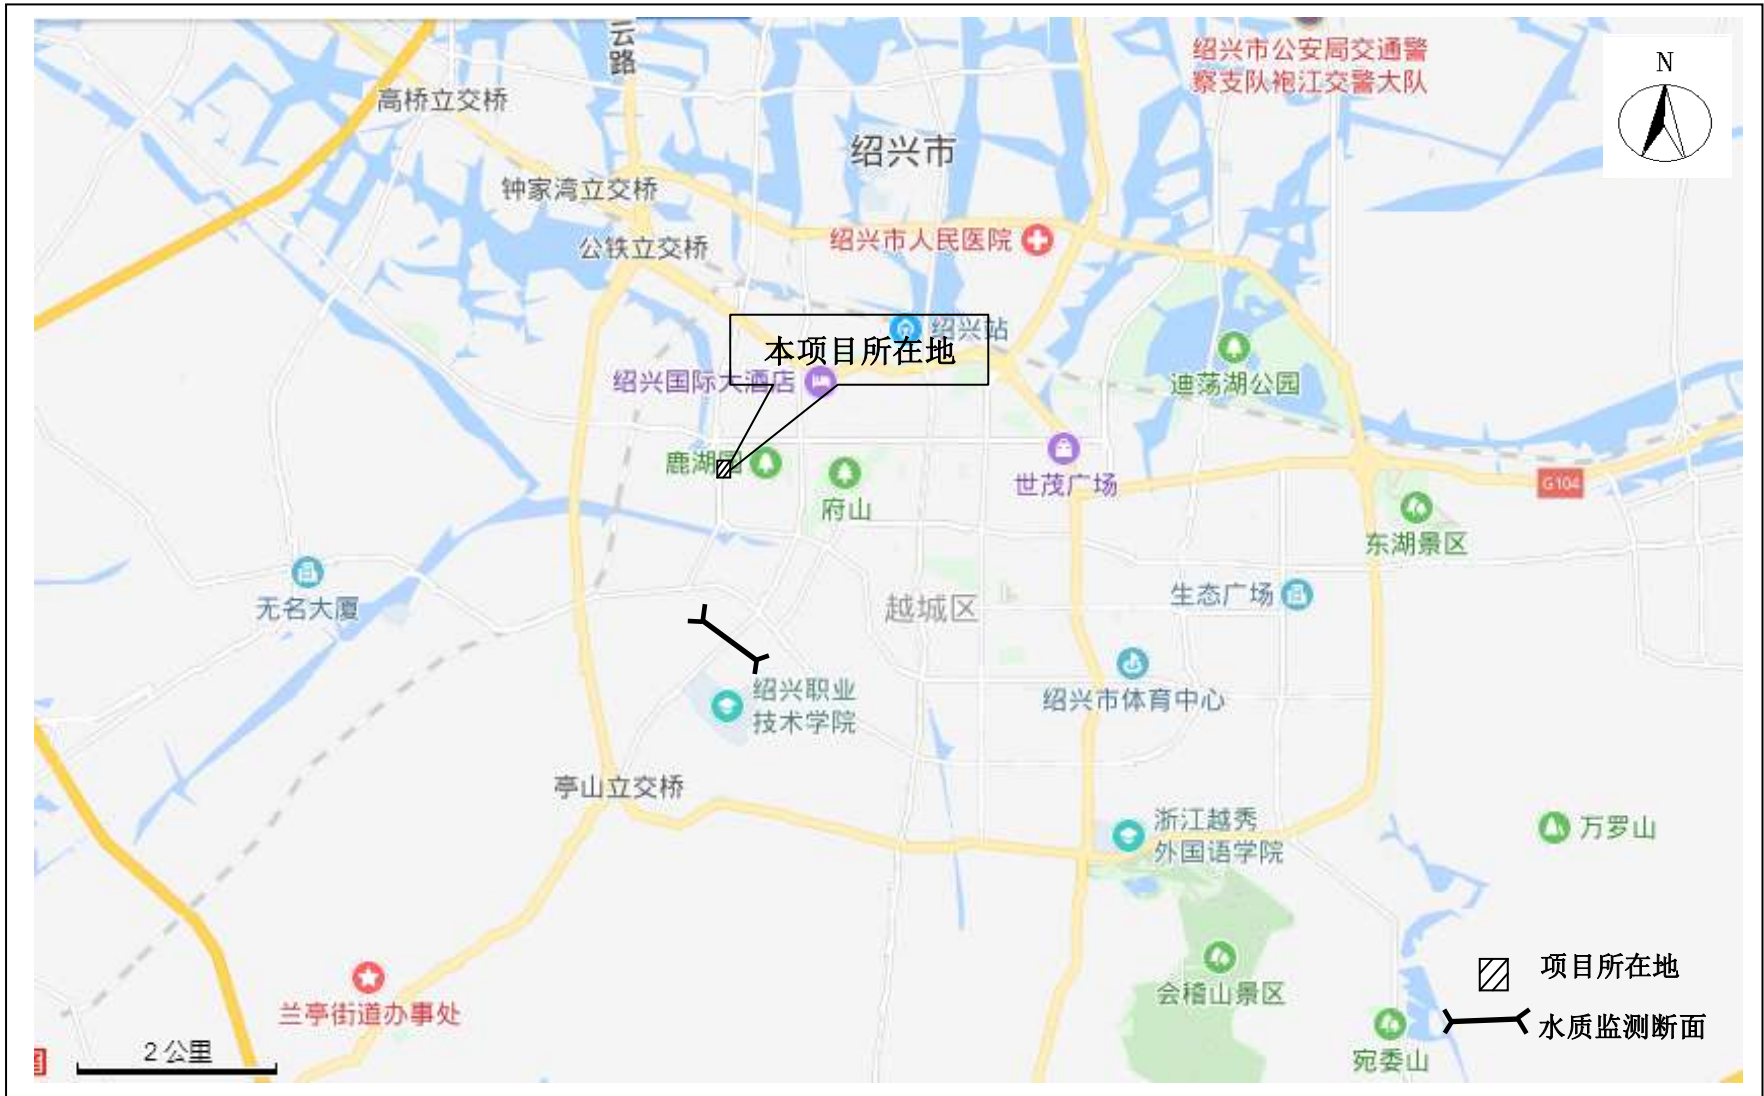 云路
绍兴市公安局交通警
察支队袍江交警大队
N
高桥立交桥
绍兴市
钟家湾立交桥
公铁立交桥
绍兴市人民医院
绍兴站
本项目所在地
绍兴国际大酒店
迪荡湖公园
鹿湖园
府山
世茂广场
G104
东湖景区
无名大厦
越城区
生态广场
绍兴职业
技术学院
绍兴市体育中心
亭山立交桥
浙江越秀
外国语学院
万罗山
会稽山景区
项目所在地
水质监测断面
兰亭街道办事处
2 公里
宛委山